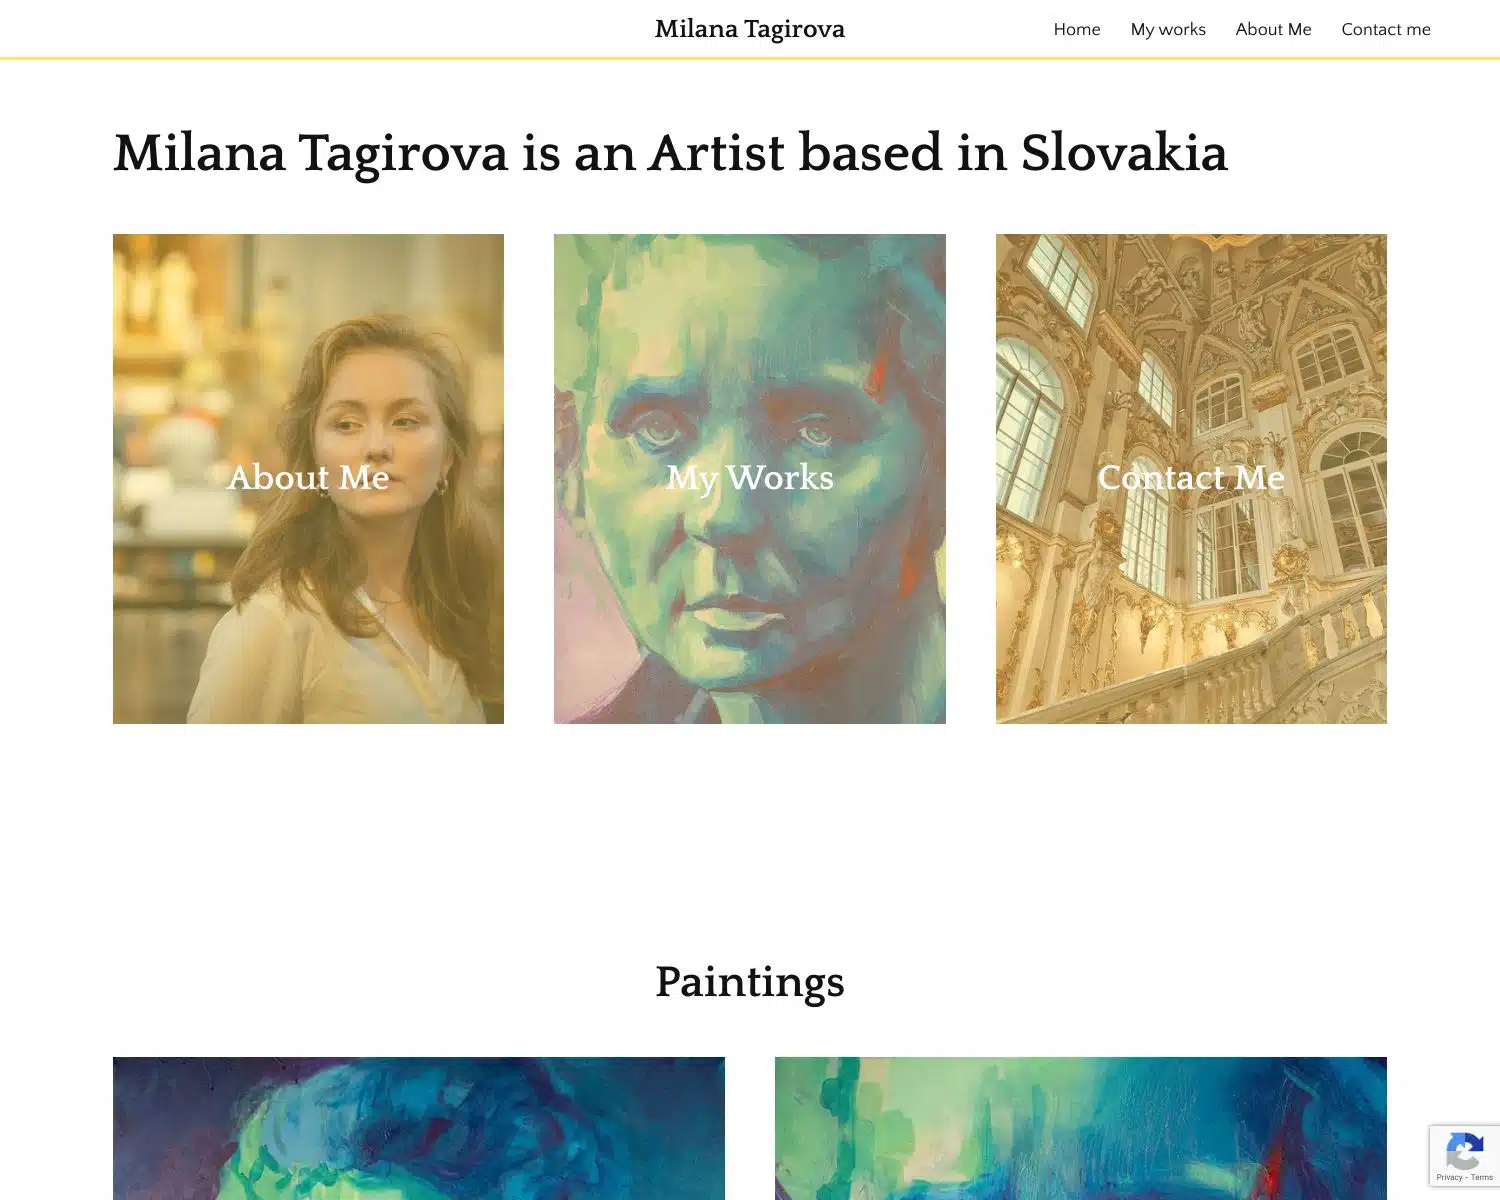 Milana Tagirova
Home
My works
About Me
Contact me
Milana Tagirova is an Artist based in Slovakia
About Me
My Works
Contact Me
Paintings
Privacy - Terms